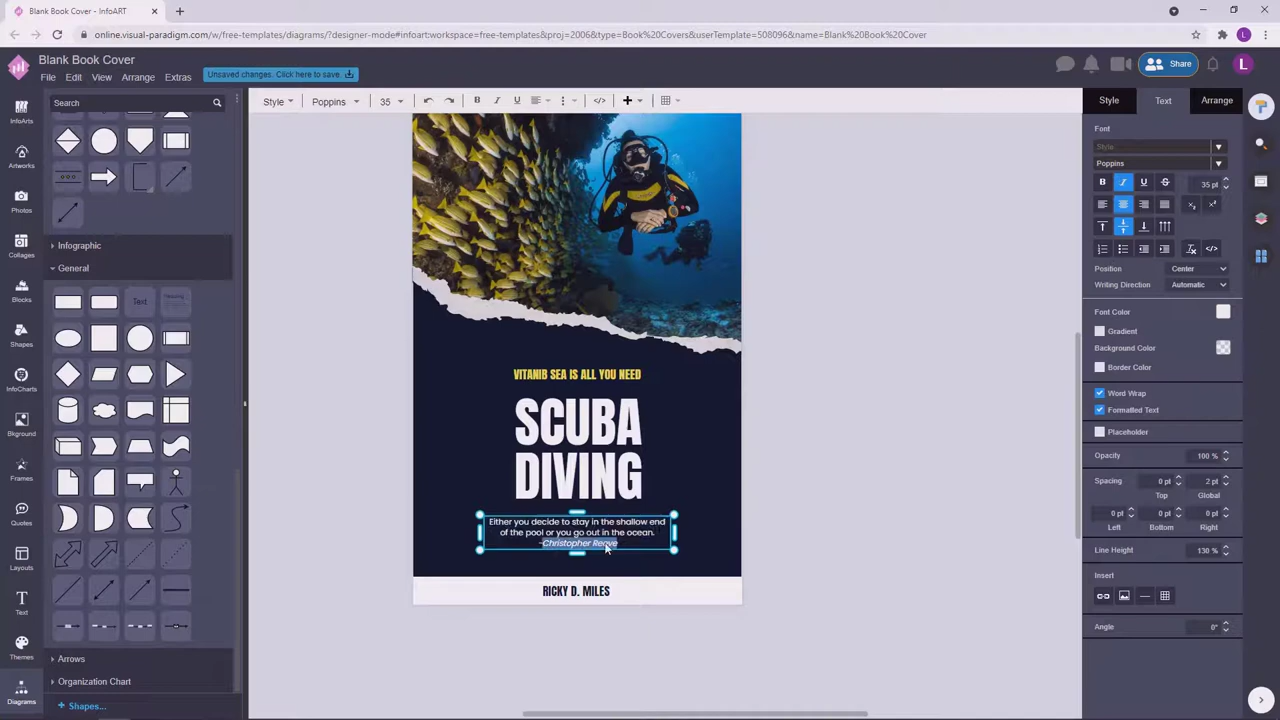 Blank Book Cover - InfoART
online.visual-paradigm.com/w/free-templates/diagrams/?designer-mode#infoart:workspace=free-templates&proj=2006&type=Book%20Covers&userTemplate=508096&name=Blank%20Book%20Cover
L
Blank Book Cover
File Edit View Arrange Extras
Unsaved changes. Click here to save.
Share
L
Search
Style Poppins 35
B I U
Style Text Arrange
InfoArts
Artworks
Photos
Collages
Blocks
Shapes
InfoCharts
Bkground
Frames
Quotes
Layouts
Text
Themes
Diagrams
Infographic
General
Text
Arrows
Organization Chart
Shapes...
VITANIB SEA IS ALL YOU NEED
SCUBA
DIVING
Either you decide to stay in the shallow end
of the pool or you go out in the ocean.
-Christopher Reeve
RICKY D. MILES
Font
Style
Poppins
B I U S 35 pt
Position Center
Writing Direction Automatic
Font Color
Gradient
Background Color
Border Color
Word Wrap
Formatted Text
Placeholder
Opacity 100 %
Spacing 0 pt 2 pt
Top Global
0 pt 0 pt 0 pt
Left Bottom Right
Line Height 130 %
Insert
Angle 0°